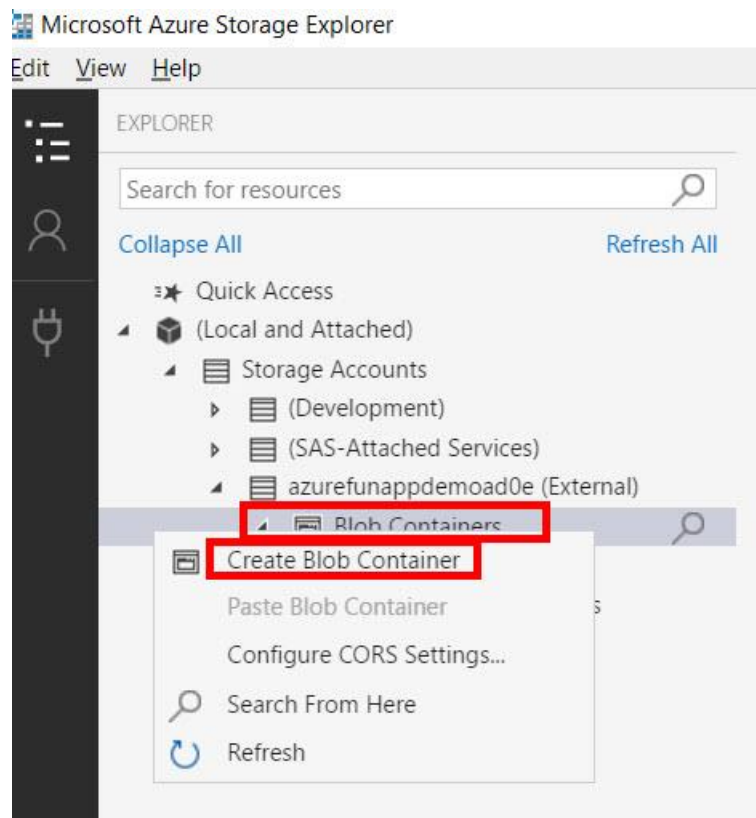 Microsoft Azure Storage Explorer
Edit View Help
EXPLORER
Search for resources
Collapse All Refresh All
Quick Access
(Local and Attached)
Storage Accounts
(Development)
(SAS-Attached Services)
azurefunappdemoad0e (External)
Blob Containers
Create Blob Container
Paste Blob Container
s
Configure CORS Settings...
Search From Here
Refresh